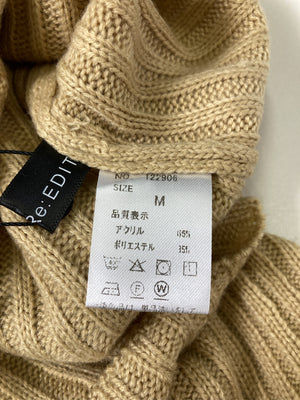 Re:EDIT
NO. 122906
SIZE
M
品質表示
アクリル 65%
ポリエステル 35%
F W